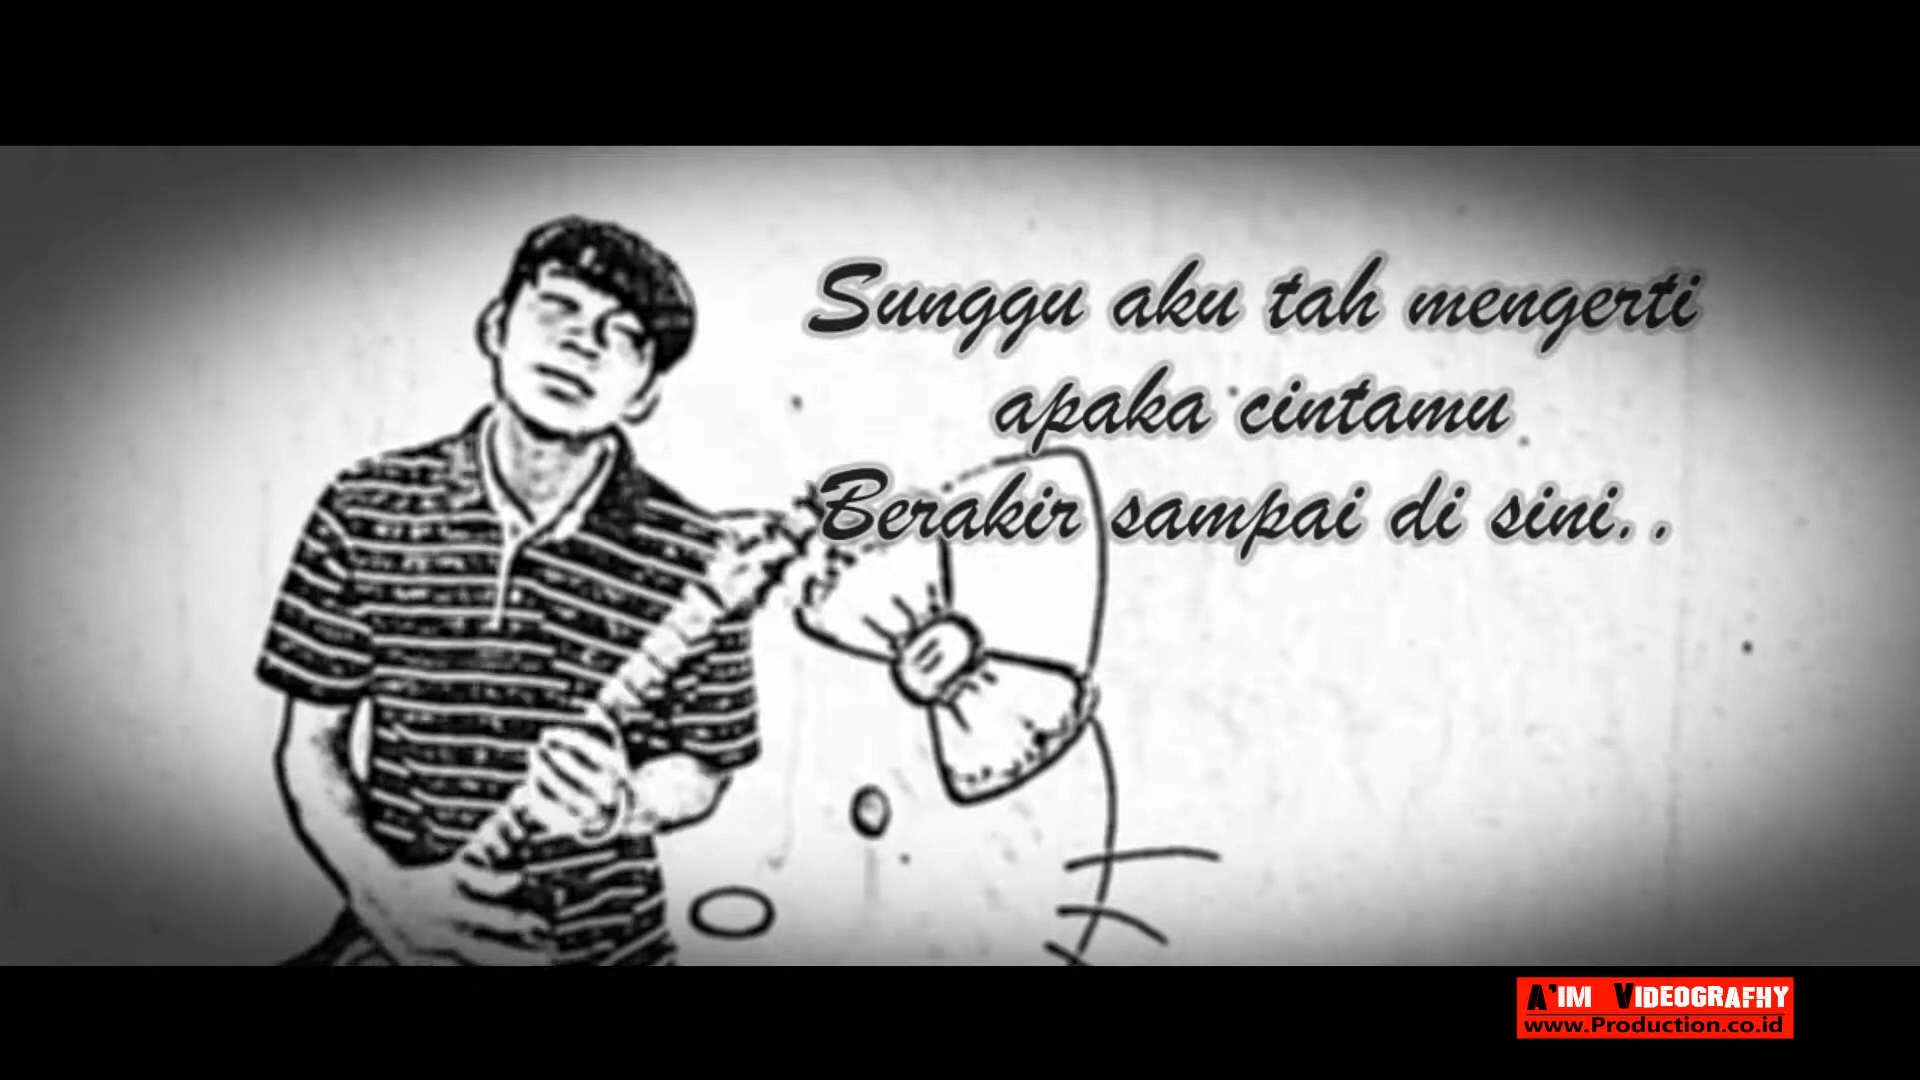 Sunggu aku tah mengerti
apaka cintamu
Berakir sampai di sini..
A'IM VIDEOGRAFHY
www.Production.co.id